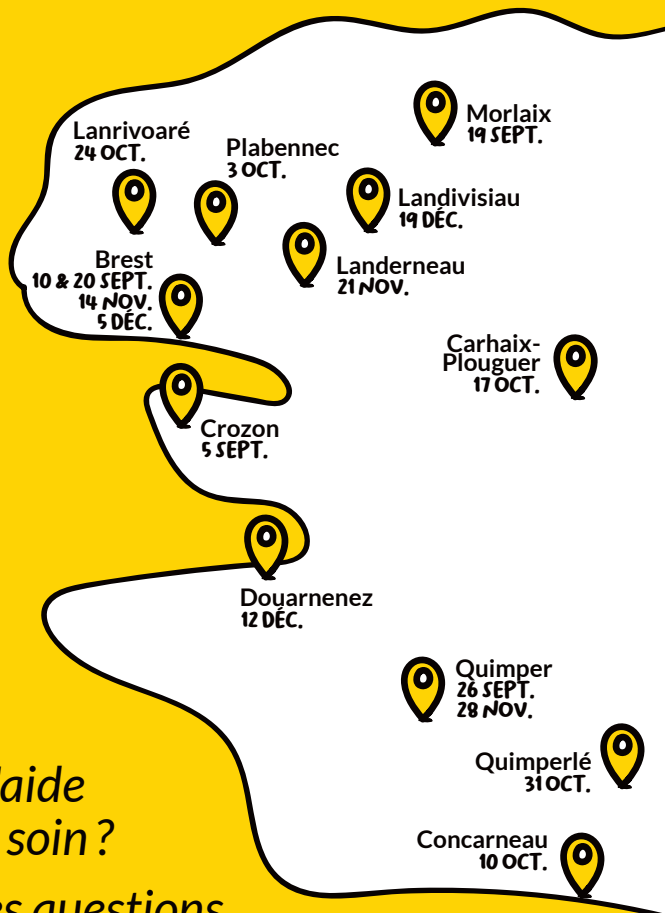 Morlaix
19 SEPT.
Lanrivoaré
24 OCT.
Plabennec
3 OCT.
Landivisiau
19 DÉC.
Landerneau
21 NOV.
Brest
10 & 20 SEPT.
14 NOV.
5 DÉC.
Carhaix-
Plouguer
17 OCT.
Crozon
5 SEPT.
Douarnenez
12 DÉC.
Quimper
26 SEPT.
28 NOV.
Quimperlé
31 OCT.
Concarneau
10 OCT.
'aide
soin ?
es questions